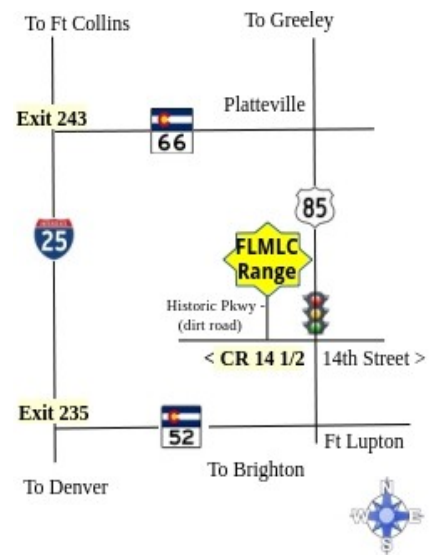 To Ft Collins
To Greeley
Platteville
Exit 243
66
85
25
FLMLC
Range
Historic Pkwy -
(dirt road)
< CR 14 1/2
14th Street >
Exit 235
52
Ft Lupton
To Brighton
To Denver
N
W E
S